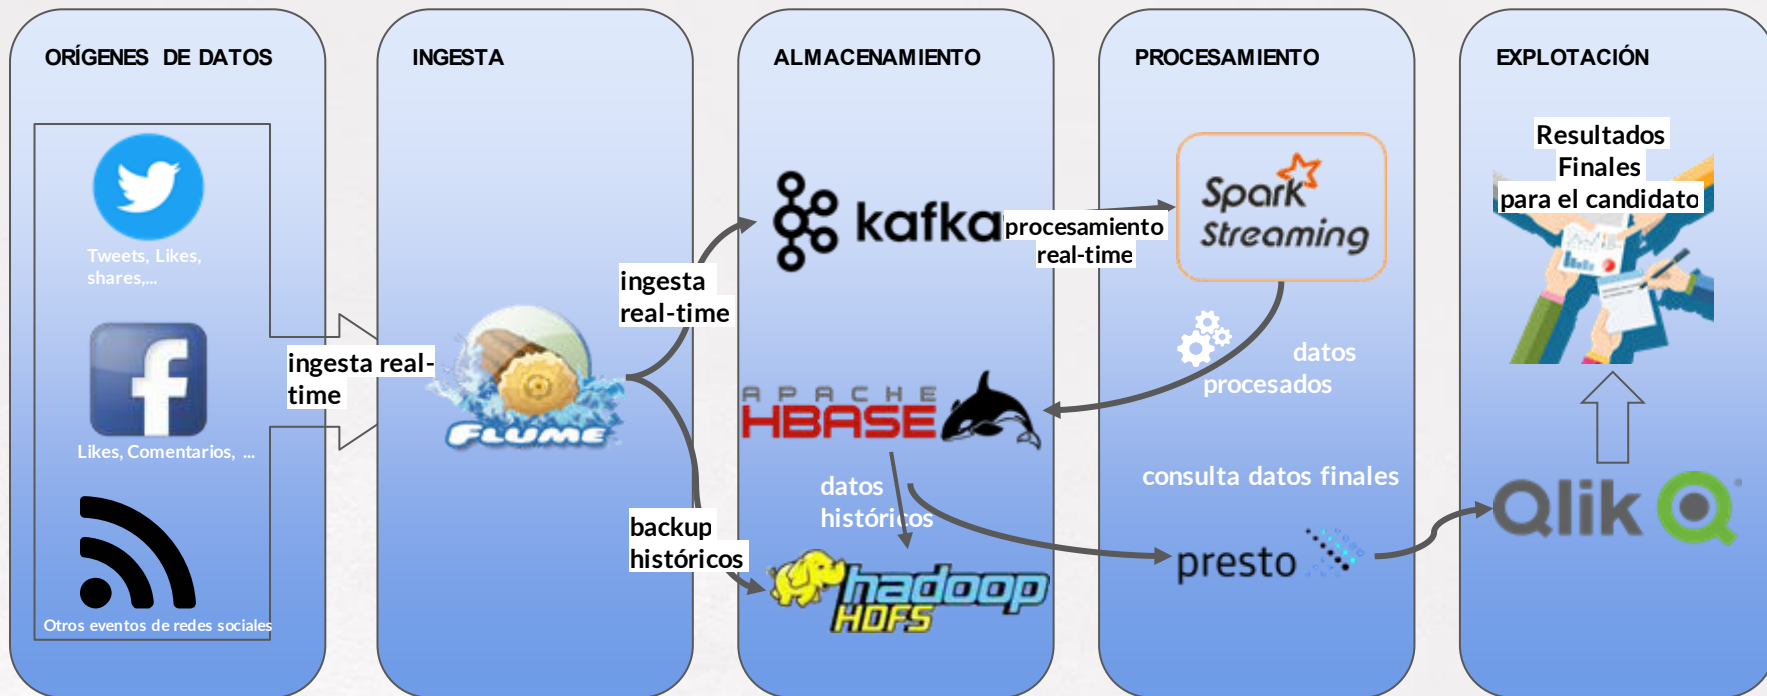 ORÍGENES DE DATOS
Tweets, Likes,
shares,...
Likes, Comentarios, ...
Otros eventos de redes sociales
ingesta real-
time
INGESTA
FLUME
ingesta
real-time
backup
históricos
ALMACENAMIENTO
kafka
APACHE
HBASE
datos
históricos
hadoop
HDFS
PROCESAMIENTO
procesamiento
real-time
Spark
Streaming
datos
procesados
consulta datos finales
presto
EXPLOTACIÓN
Resultados
Finales
para el candidato
Qlik